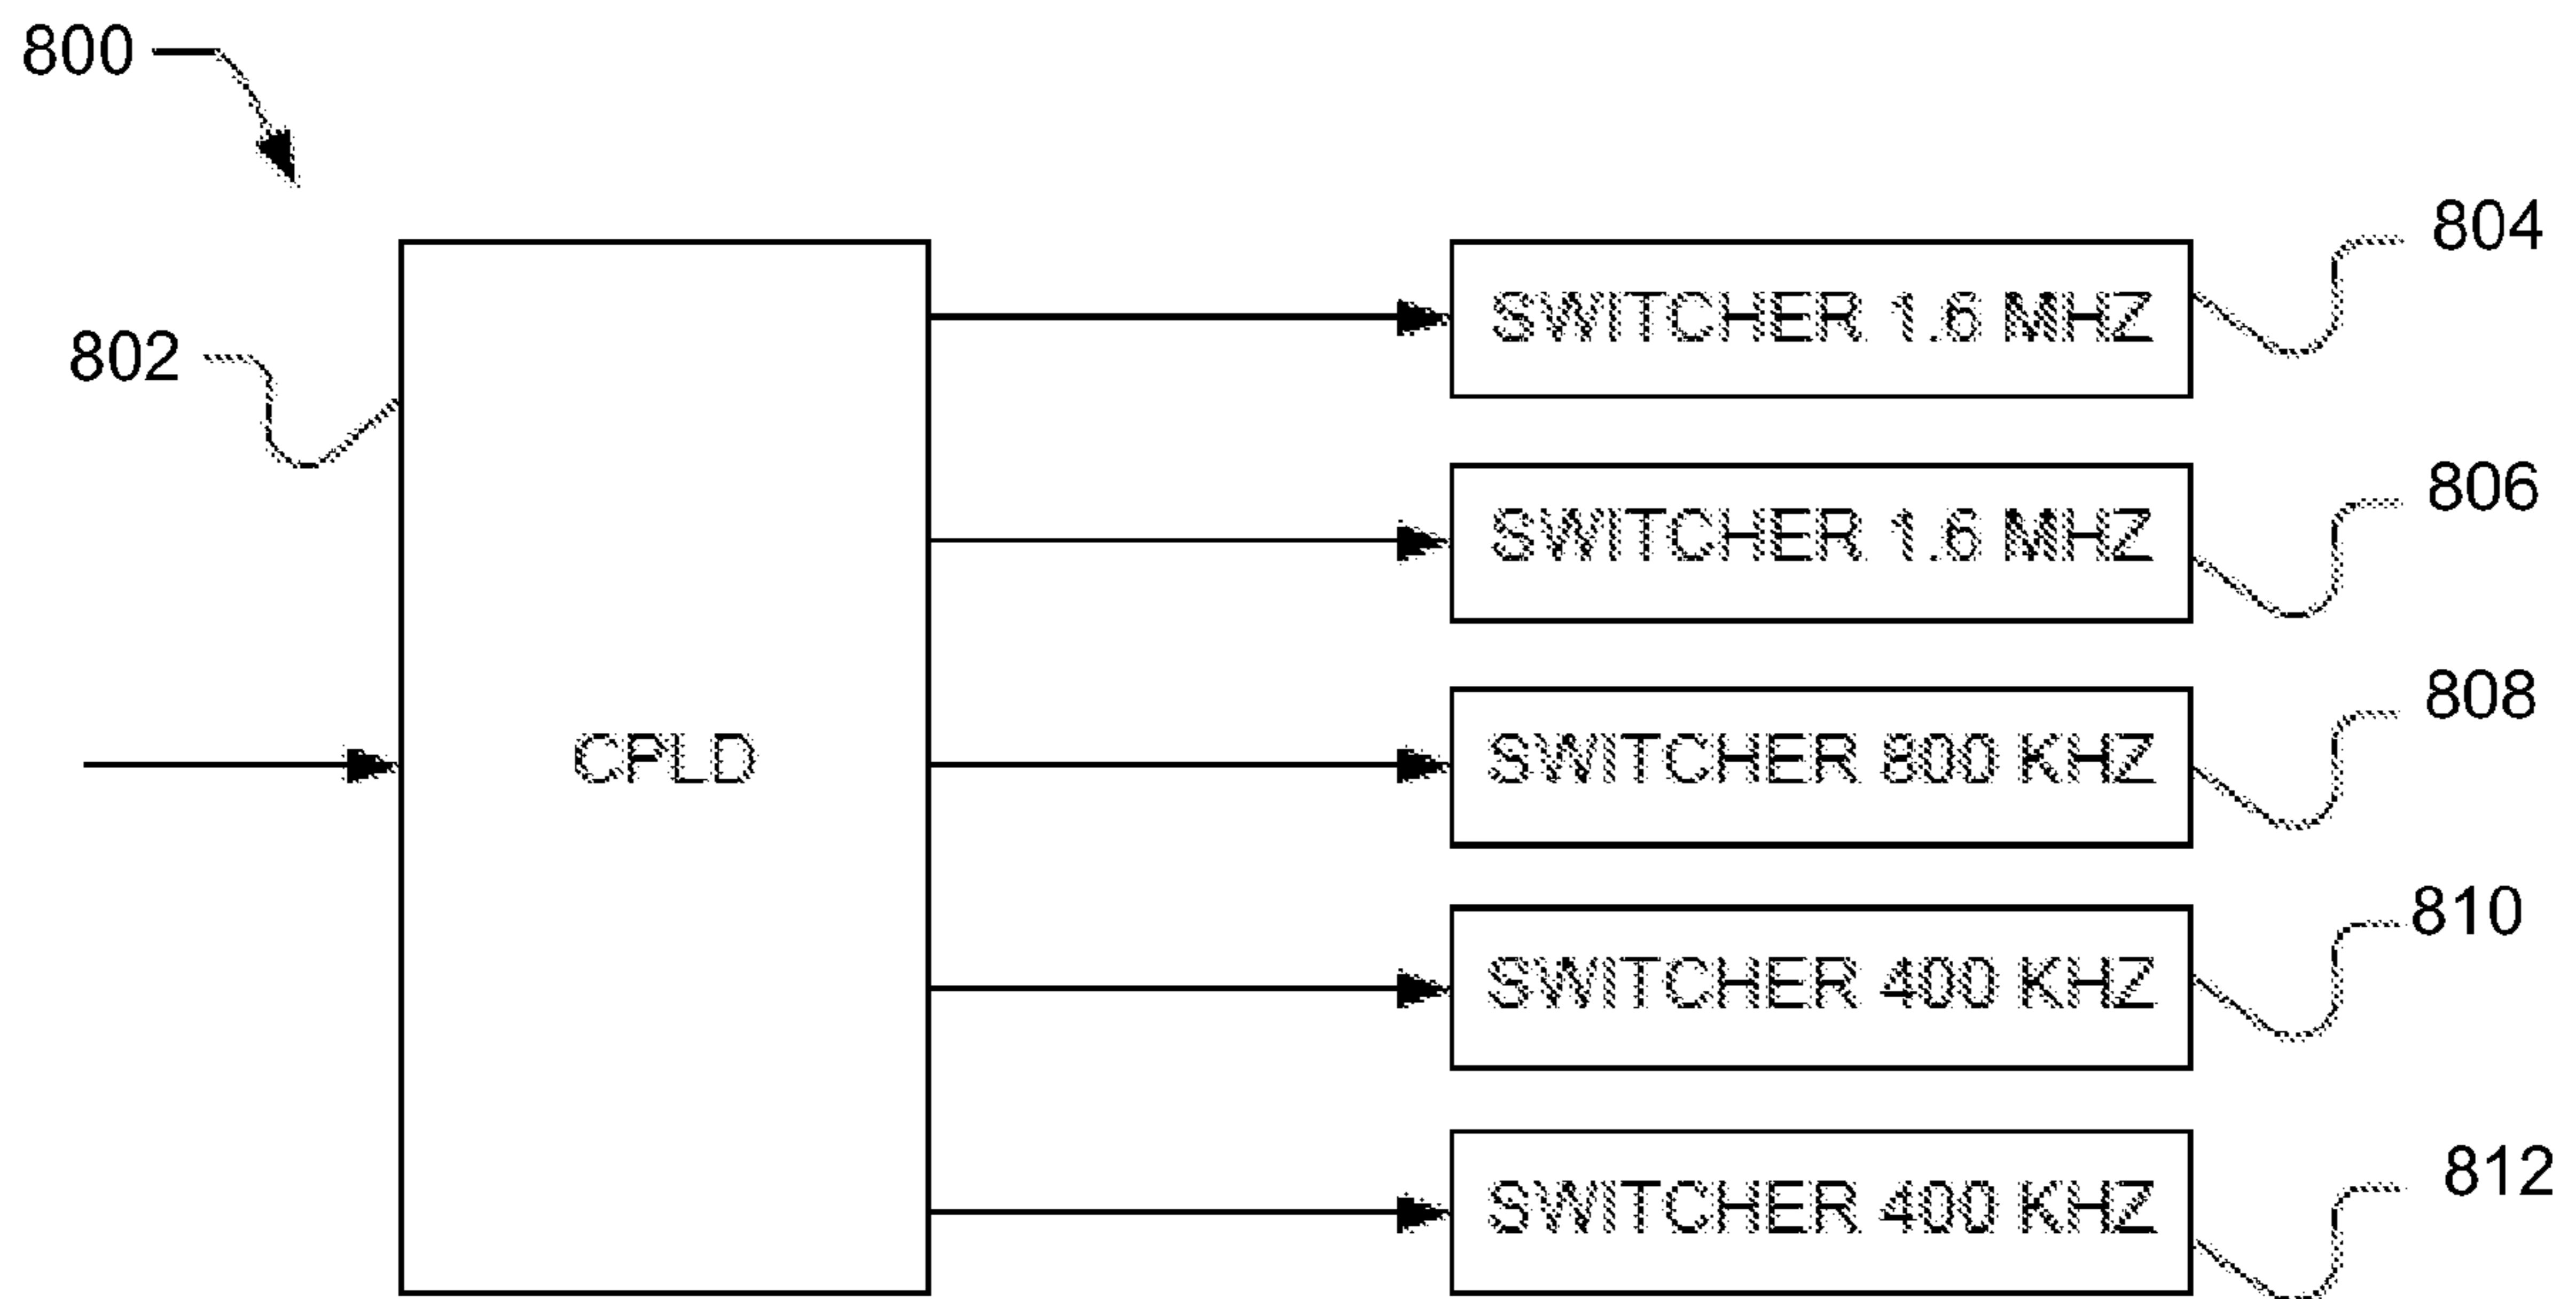 800
804
SWITCHER 1.6 MHZ
802
806
SWITCHER 1.6 MHZ
808
CPLD
SWITCHER 800 KHZ
810
SWITCHER 400 KHZ
812
SWITCHER 400 KHZ